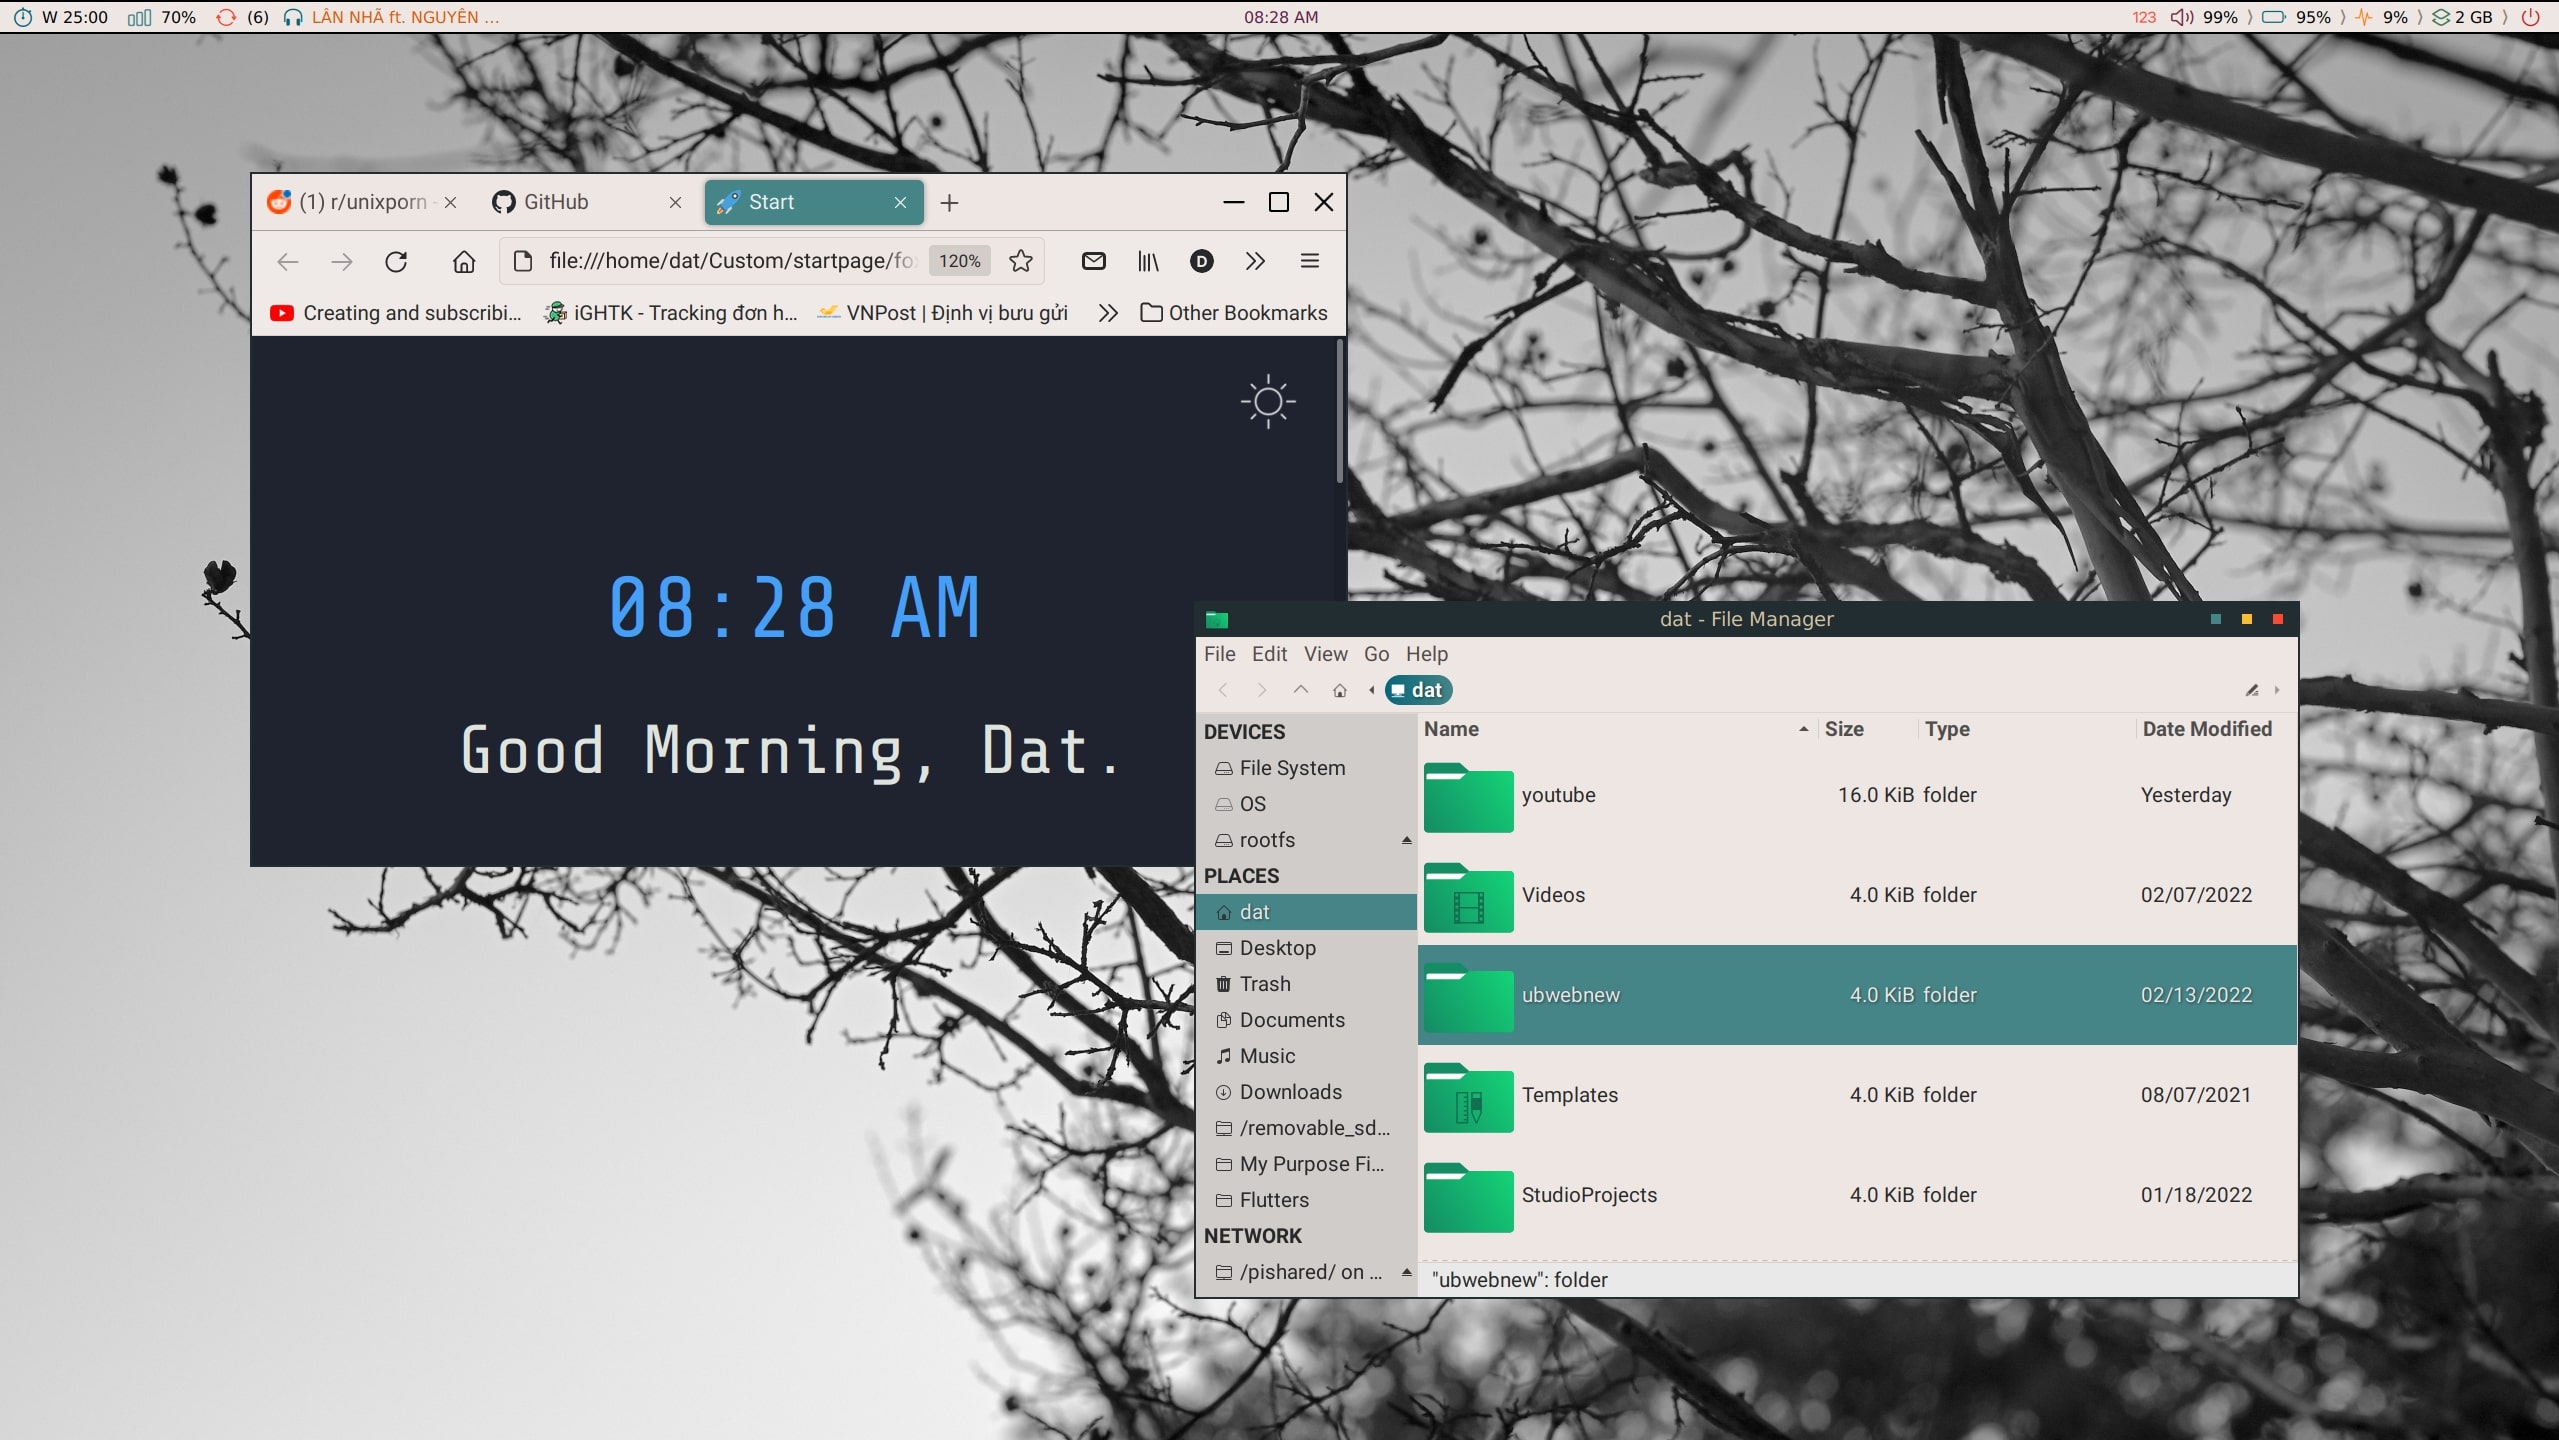 W 25:00 70% (6) LÂN NHÃ ft. NGUYÊN ... 08:28 AM 123 99% 95% 9% 2 GB
(1) r/unixporn - GitHub Start
file:///home/dat/Custom/startpage/fo 120% D
Creating and subscribi... iGHTK - Tracking đơn h... VNPost | Định vị bưu gửi Other Bookmarks
08:28 AM
Good Morning, Dat.
dat - File Manager
File Edit View Go Help
dat
DEVICES
File System
OS
rootfs
PLACES
dat
Desktop
Trash
Documents
Music
Downloads
/removable_sd...
My Purpose Fi...
Flutters
NETWORK
/pishared/ on ...
Name Size Type Date Modified
youtube 16.0 KiB folder Yesterday
Videos 4.0 KiB folder 02/07/2022
ubwebnew 4.0 KiB folder 02/13/2022
Templates 4.0 KiB folder 08/07/2021
StudioProjects 4.0 KiB folder 01/18/2022
"ubwebnew": folder